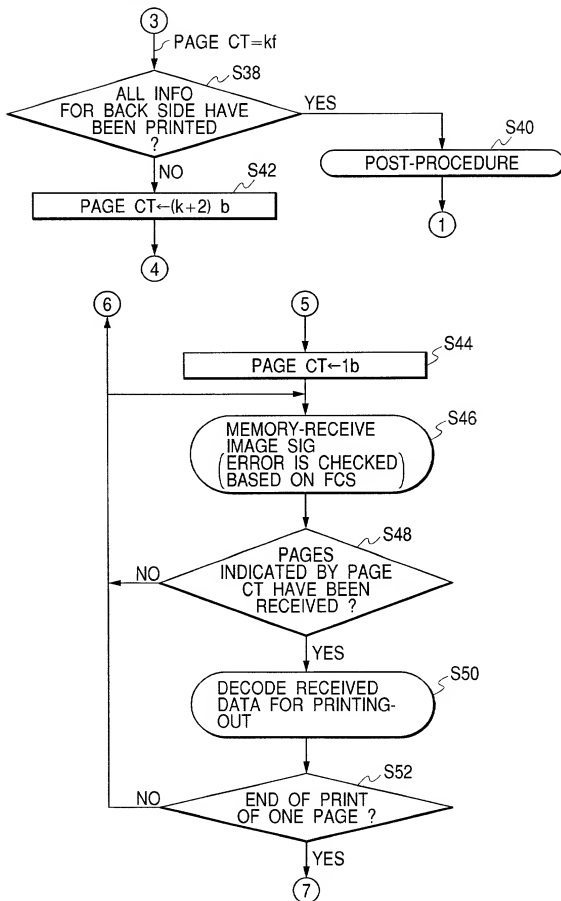 3
PAGE CT=kf
S38
ALL INFO
FOR BACK SIDE HAVE
BEEN PRINTED
?
YES
NO
S40
POST-PROCEDURE
1
S42
PAGE CT←(k+2) b
4
6
5
S44
PAGE CT←1b
S46
MEMORY-RECEIVE
IMAGE SIG
(ERROR IS CHECKED
BASED ON FCS)
S48
PAGES
INDICATED BY PAGE
CT HAVE BEEN
RECEIVED ?
NO
YES
S50
DECODE RECEIVED
DATA FOR PRINTING-
OUT
S52
END OF PRINT
OF ONE PAGE ?
NO
YES
7